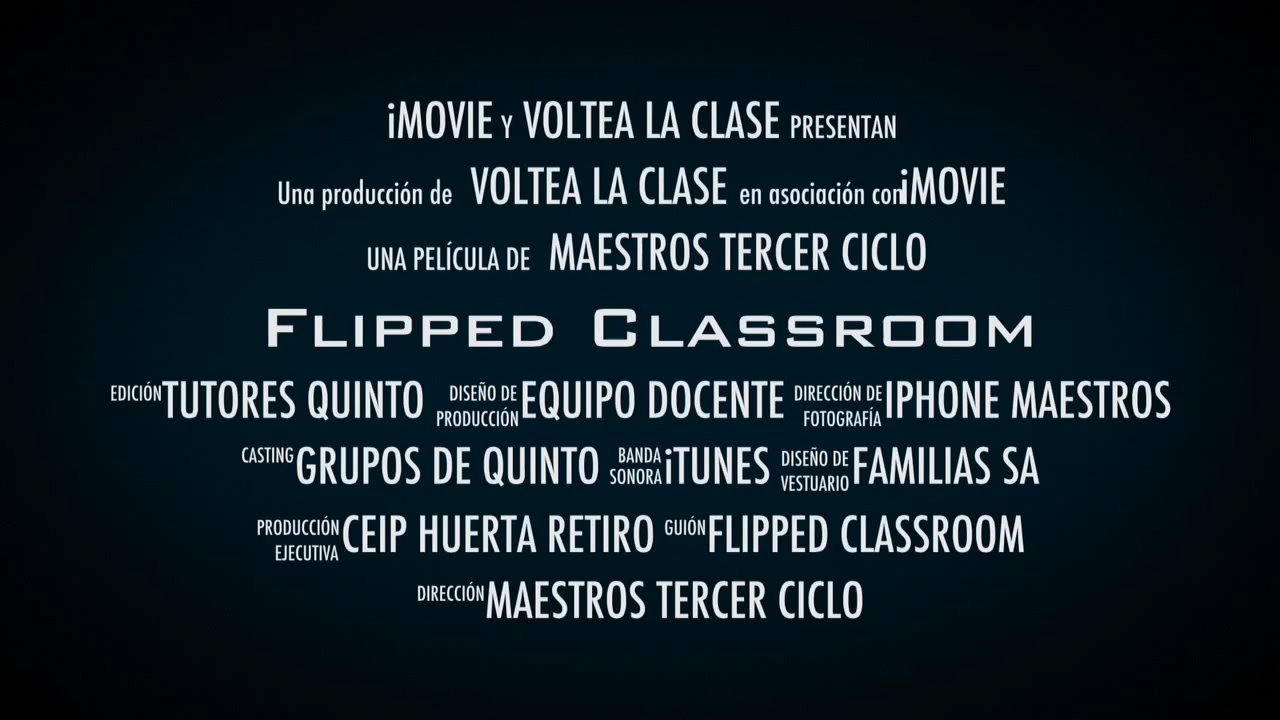 iMOVIE Y VOLTEA LA CLASE PRESENTAN
Una producción de VOLTEA LA CLASE en asociación con iMOVIE
UNA PELÍCULA DE MAESTROS TERCER CICLO
FLIPPED CLASSROOM
EDICIÓN TUTORES QUINTO DISEÑO DE PRODUCCIÓN EQUIPO DOCENTE DIRECCIÓN DE FOTOGRAFÍA IPHONE MAESTROS
CASTING GRUPOS DE QUINTO BANDA SONORA iTUNES DISEÑO DE VESTUARIO FAMILIAS SA
PRODUCCIÓN EJECUTIVA CEIP HUERTA RETIRO GUIÓN FLIPPED CLASSROOM
DIRECCIÓN MAESTROS TERCER CICLO